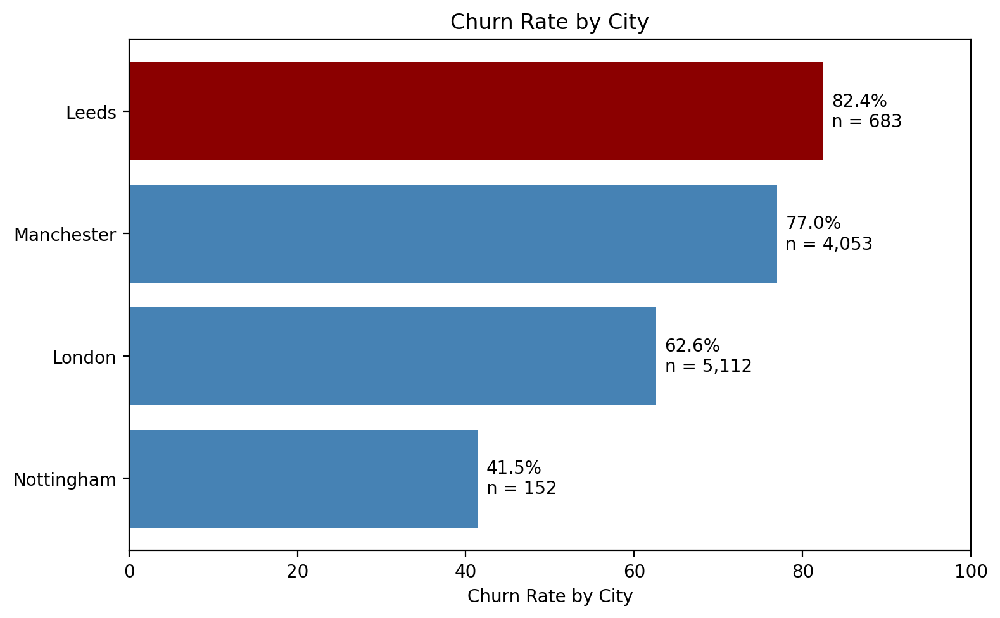 Churn Rate by City
Leeds
82.4%
n = 683
Manchester
77.0%
n = 4,053
London
62.6%
n = 5,112
Nottingham
41.5%
n = 152
0 20 40 60 80 100
Churn Rate by City